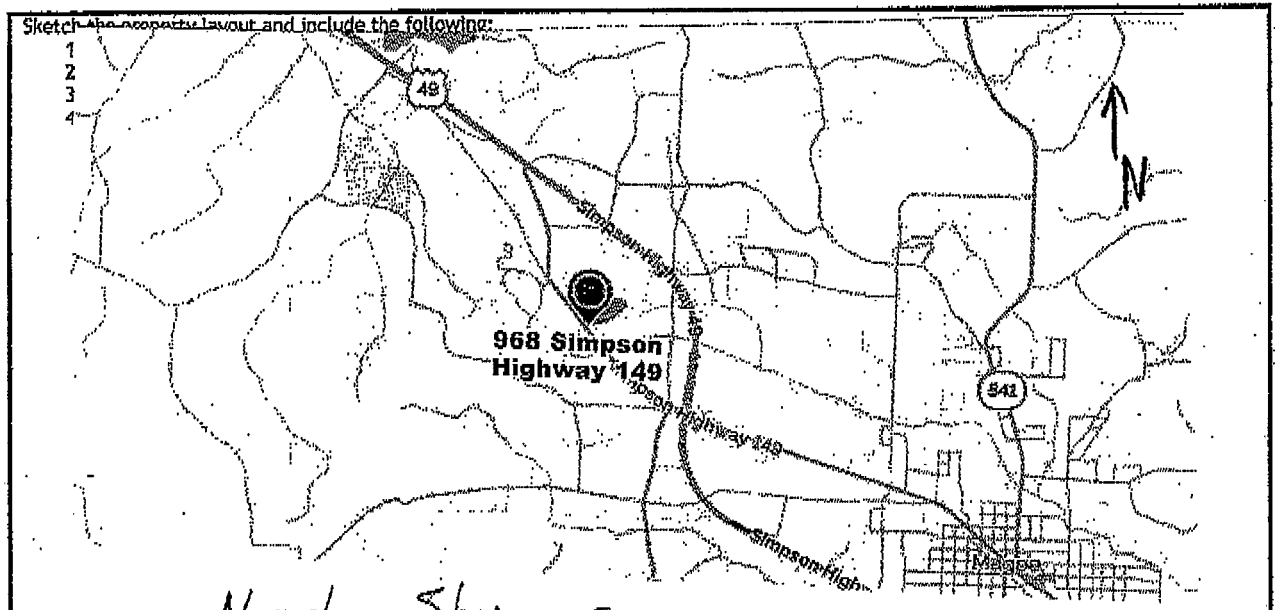 Sketch the property layout and include the following:
1
2
3
4
49
N
Simpson Highway 49
968 Simpson
Highway 149
541
Simpson Highway 149
Simpson High
Magee